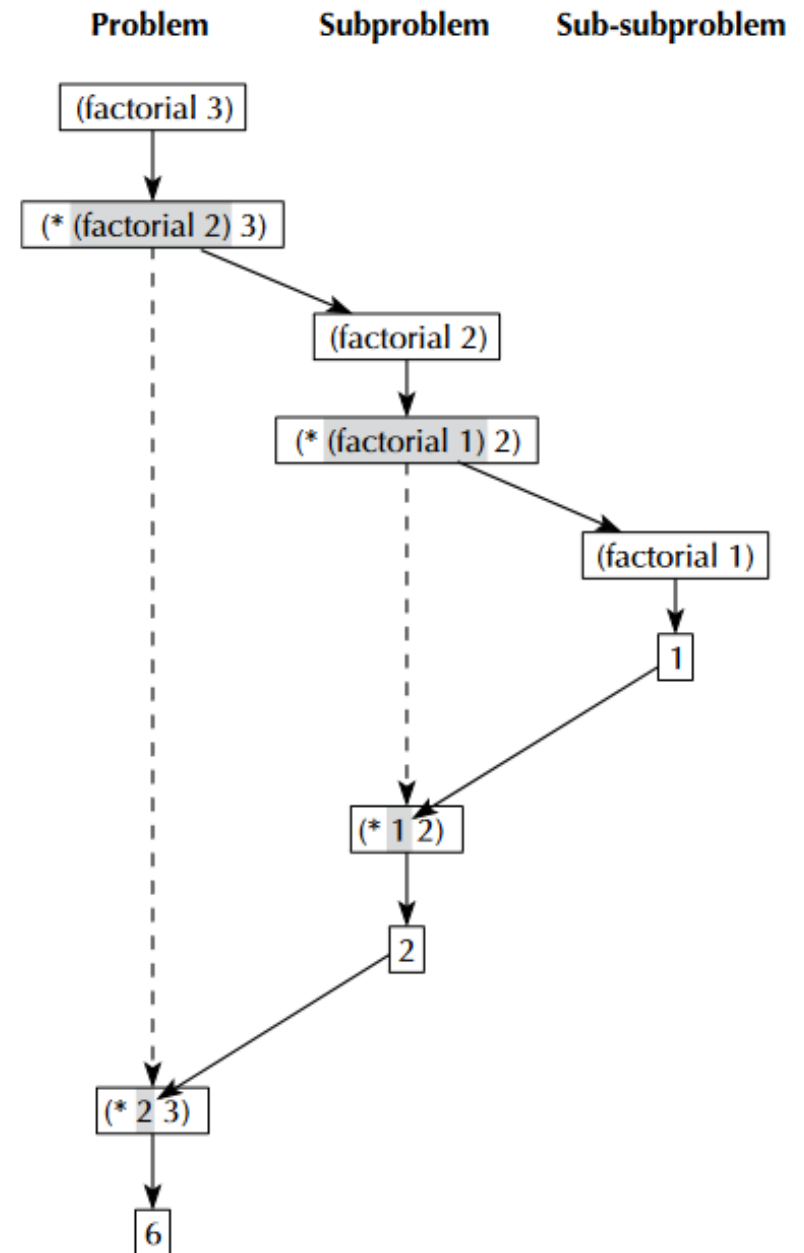 Problem Subproblem Sub-subproblem
(factorial 3)
(* (factorial 2) 3)
(factorial 2)
(* (factorial 1) 2)
(factorial 1)
1
(* 1 2)
2
(* 2 3)
6